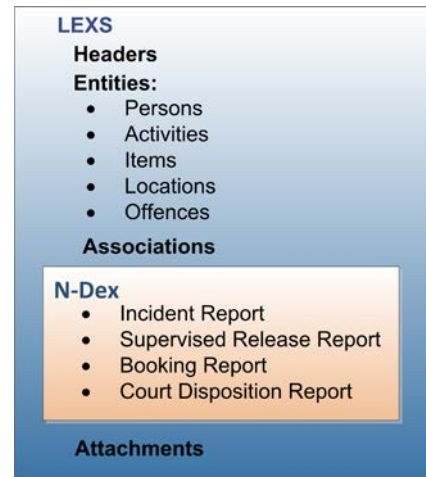 LEXS
Headers
Entities:
• Persons
• Activities
• Items
• Locations
• Offences
Associations
N-Dex
• Incident Report
• Supervised Release Report
• Booking Report
• Court Disposition Report
Attachments